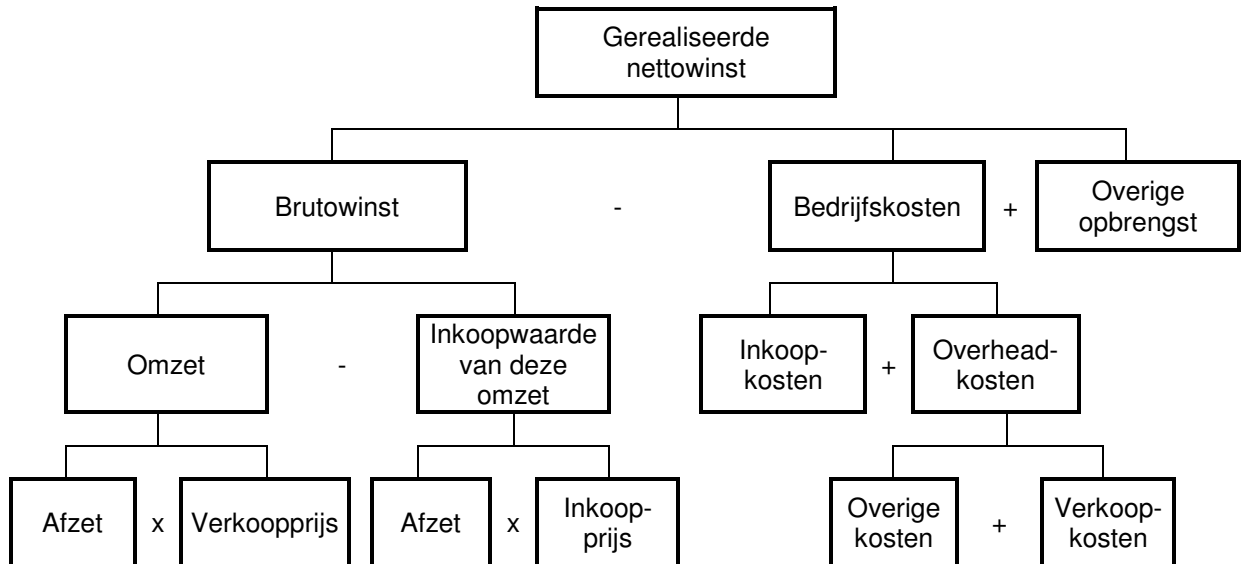 Gerealiseerde
nettowinst
Brutowinst
-
Bedrijfskosten
+
Overige
opbrengst
Omzet
-
Inkoopwaarde
van deze
omzet
Inkoop-
kosten
+
Overhead-
kosten
Afzet
x
Verkoopprijs
Afzet
x
Inkoop-
prijs
Overige
kosten
+
Verkoop-
kosten